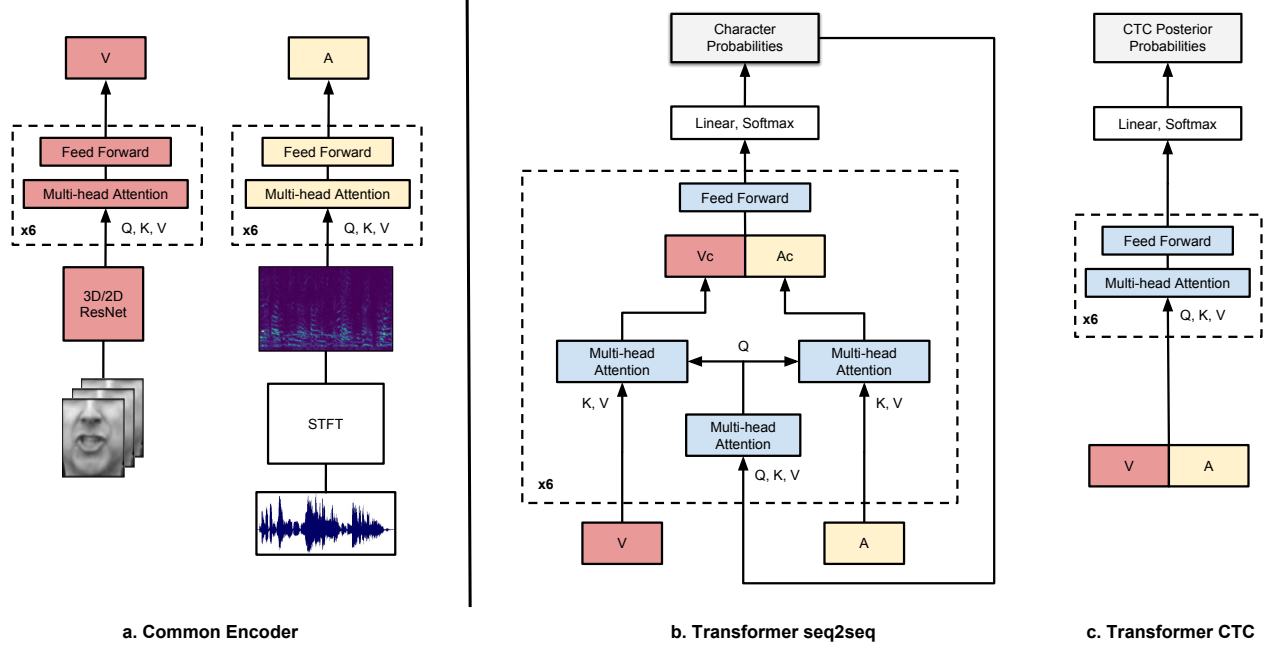 V
A
Feed Forward
Multi-head Attention
Q, K, V
x6
Feed Forward
Multi-head Attention
Q, K, V
x6
3D/2D
ResNet
STFT
a. Common Encoder
Character
Probabilities
Linear, Softmax
Feed Forward
Vc
Ac
Multi-head
Attention
Q
Multi-head
Attention
K, V
K, V
Multi-head
Attention
Q, K, V
x6
V
A
b. Transformer seq2seq
CTC Posterior
Probabilities
Linear, Softmax
Feed Forward
Multi-head Attention
Q, K, V
x6
V
A
c. Transformer CTC